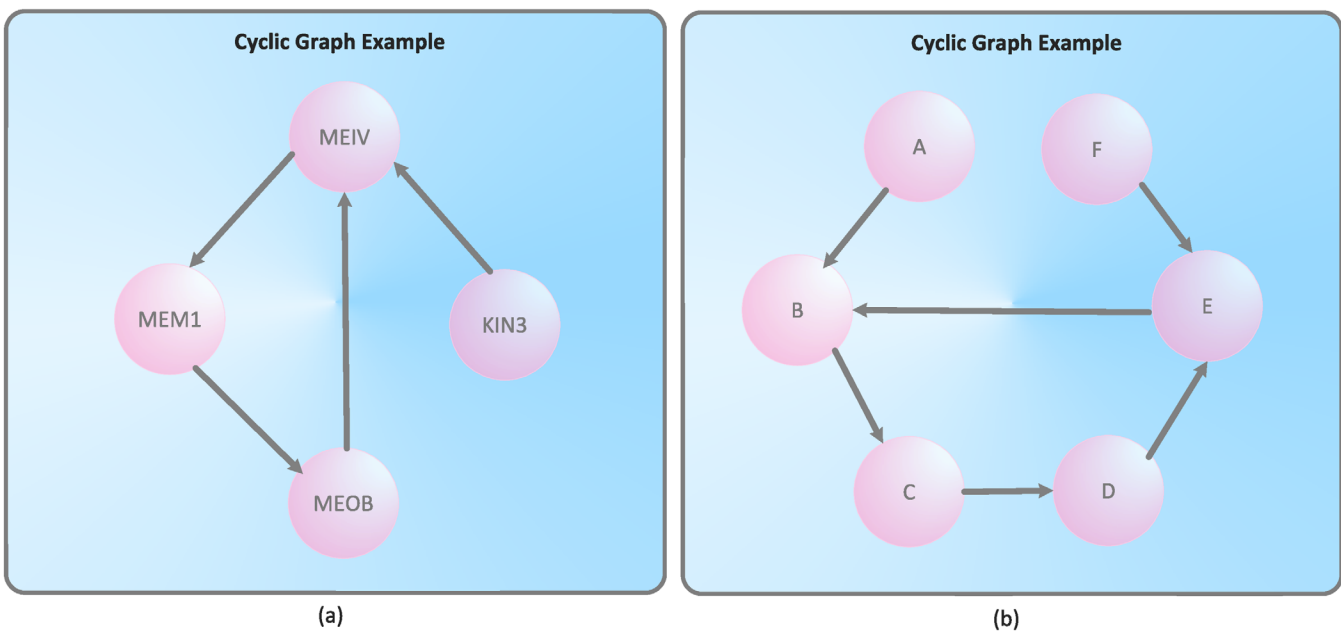 Cyclic Graph Example
MEIV
MEM1
KIN3
MEOB
(a)
Cyclic Graph Example
A
F
B
E
C
D
(b)